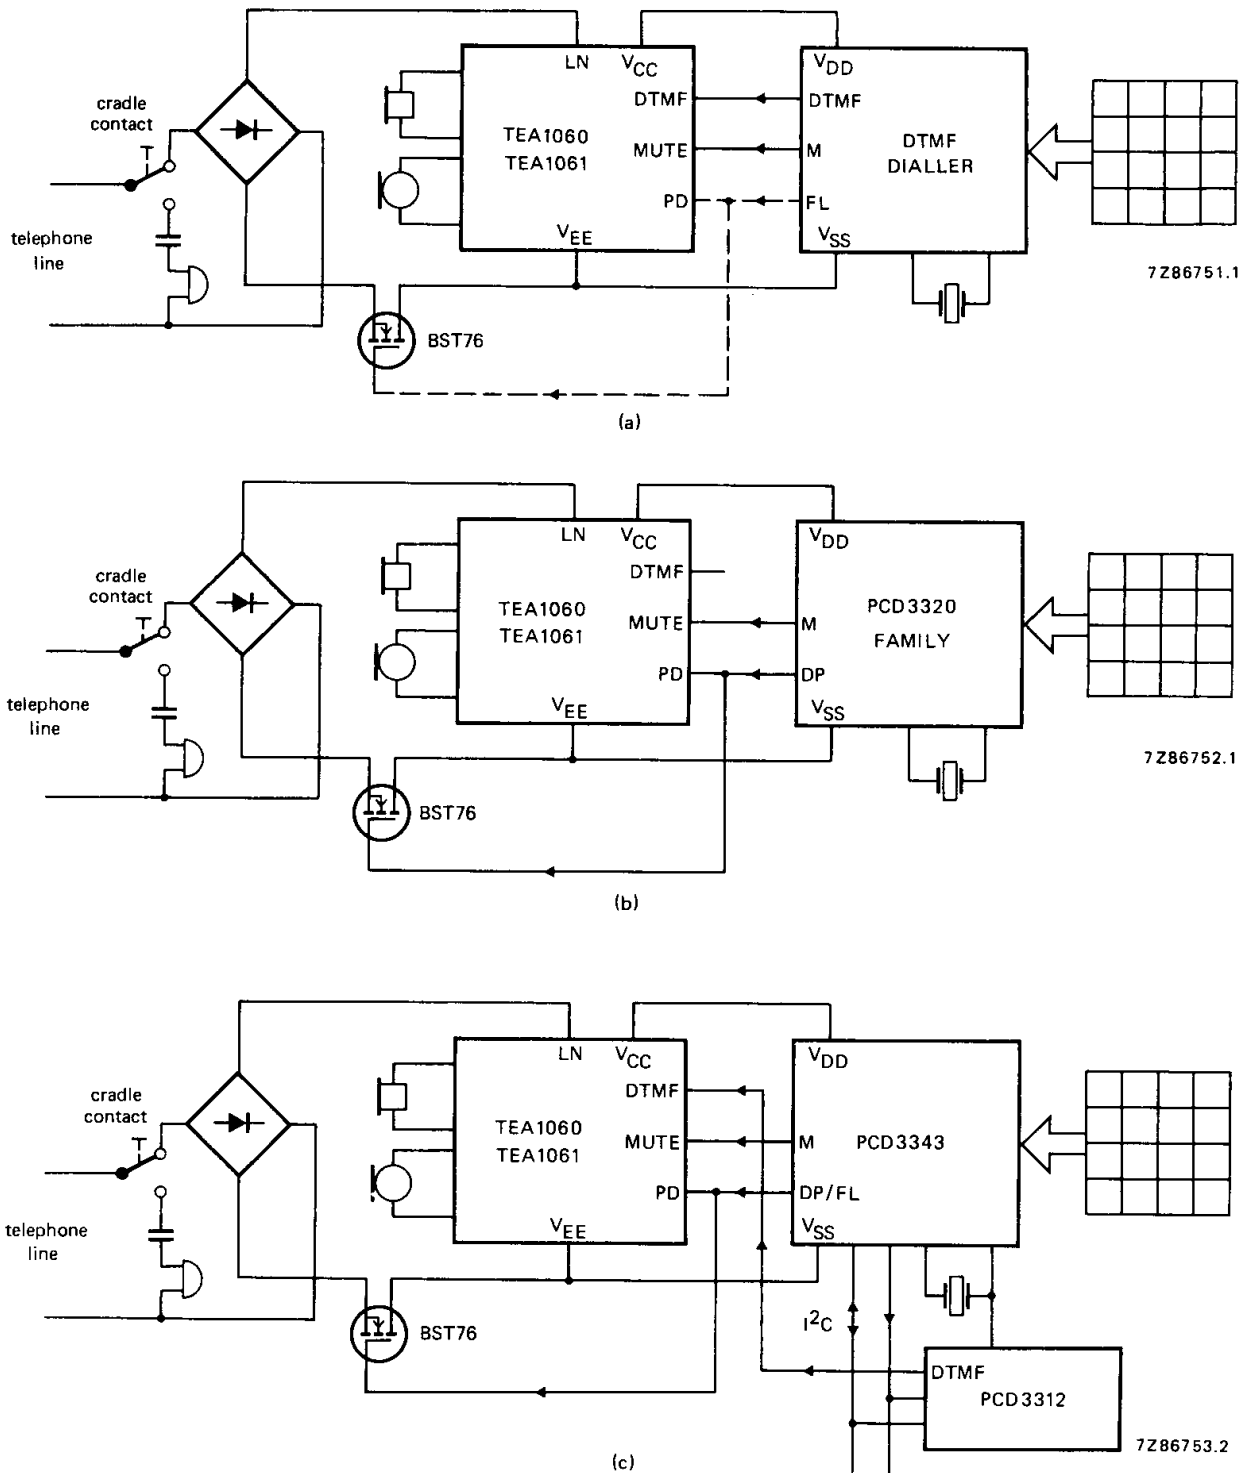 LN
VCC
VDD
cradle
contact
DTMF
DTMF
TEA1060
TEA1061
MUTE
M
DTMF
DIALLER
PD
FL
VEE
VSS
telephone
line
7Z86751.1
BST76
(a)
LN
VCC
VDD
cradle
contact
DTMF
TEA1060
TEA1061
MUTE
M
PCD3320
FAMILY
PD
DP
VEE
VSS
telephone
line
7Z86752.1
BST76
(b)
LN
VCC
VDD
cradle
contact
DTMF
TEA1060
TEA1061
MUTE
M
PCD3343
PD
DP/FL
VEE
VSS
telephone
line
I²C
BST76
DTMF
PCD3312
7Z86753.2
(c)